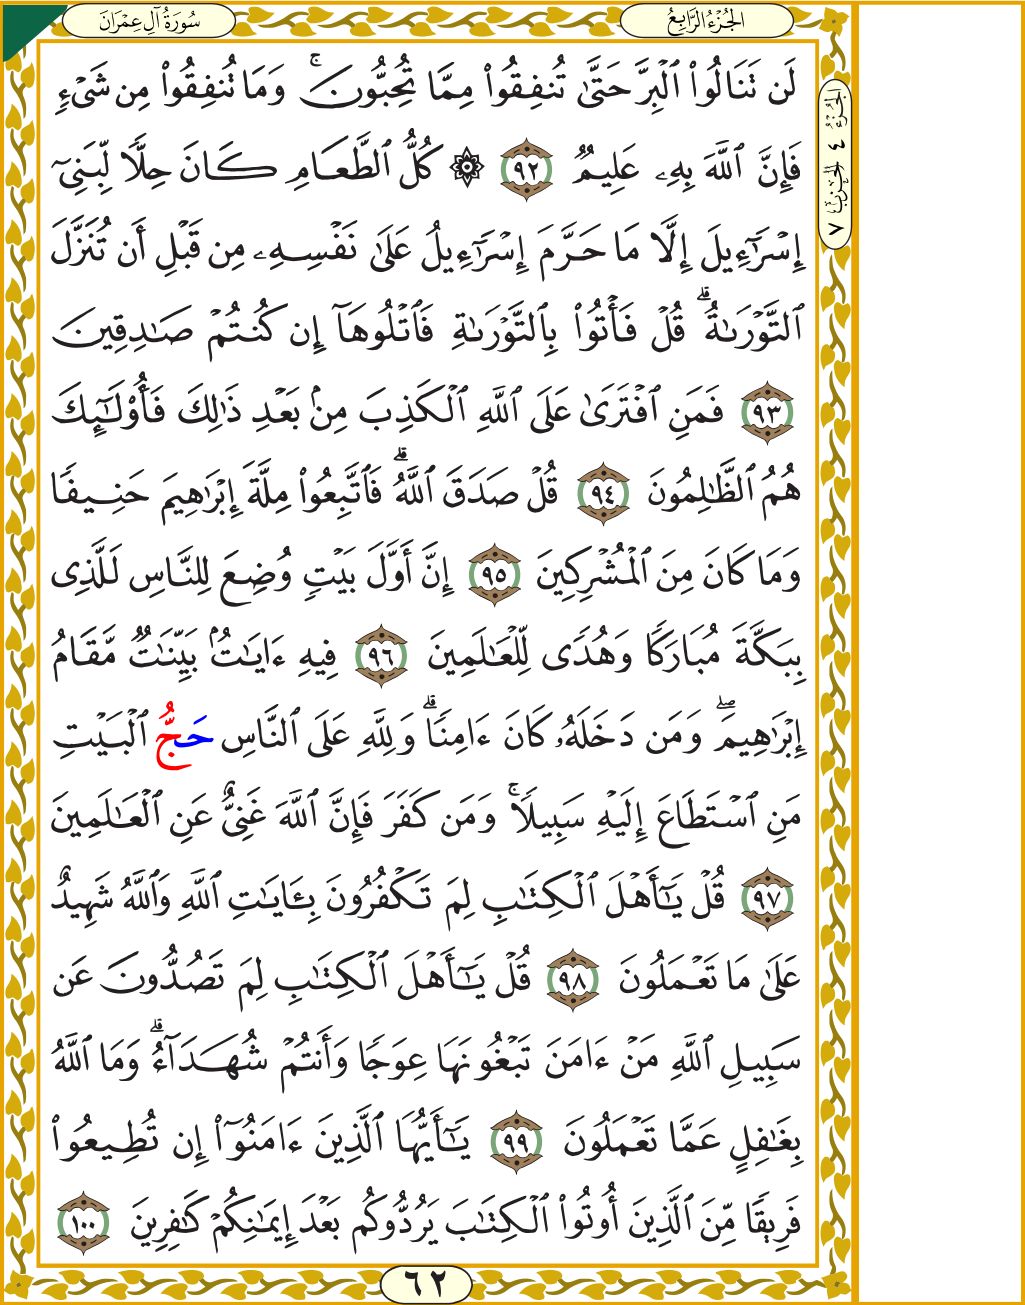 سُورَةُ آلِ عِمْرَانَ
الجُزْءُ الرَّابِعُ
الجُزْءُ ٤ الحِزْبُ ٧
لَن تَنَالُوا۟ ٱلْبِرَّ حَتَّىٰ تُنفِقُوا۟ مِمَّا تُحِبُّونَ ۚ وَمَا تُنفِقُوا۟ مِن شَىْءٍ
فَإِنَّ ٱللَّهَ بِهِۦ عَلِيمٌ ٩٢ ۞ كُلُّ ٱلطَّعَامِ كَانَ حِلًّا لِّبَنِىٓ
إِسْرَٰٓءِيلَ إِلَّا مَا حَرَّمَ إِسْرَٰٓءِيلُ عَلَىٰ نَفْسِهِۦ مِن قَبْلِ أَن تُنَزَّلَ
ٱلتَّوْرَىٰةُ ۗ قُلْ فَأْتُوا۟ بِٱلتَّوْرَىٰةِ فَٱتْلُوهَآ إِن كُنتُمْ صَـٰدِقِينَ
٩٣ فَمَنِ ٱفْتَرَىٰ عَلَى ٱللَّهِ ٱلْكَذِبَ مِنۢ بَعْدِ ذَٰلِكَ فَأُو۟لَـٰٓئِكَ
هُمُ ٱلظَّـٰلِمُونَ ٩٤ قُلْ صَدَقَ ٱللَّهُ ۗ فَٱتَّبِعُوا۟ مِلَّةَ إِبْرَٰهِيمَ حَنِيفًا
وَمَا كَانَ مِنَ ٱلْمُشْرِكِينَ ٩٥ إِنَّ أَوَّلَ بَيْتٍ وُضِعَ لِلنَّاسِ لَلَّذِى
بِبَكَّةَ مُبَارَكًا وَهُدًى لِّلْعَـٰلَمِينَ ٩٦ فِيهِ ءَايَـٰتٌۢ بَيِّنَـٰتٌ مَّقَامُ
إِبْرَٰهِيمَ ۖ وَمَن دَخَلَهُۥ كَانَ ءَامِنًا ۗ وَلِلَّهِ عَلَى ٱلنَّاسِ حَجُّ ٱلْبَيْتِ
مَنِ ٱسْتَطَاعَ إِلَيْهِ سَبِيلًا ۚ وَمَن كَفَرَ فَإِنَّ ٱللَّهَ غَنِىٌّ عَنِ ٱلْعَـٰلَمِينَ
٩٧ قُلْ يَـٰٓأَهْلَ ٱلْكِتَـٰبِ لِمَ تَكْفُرُونَ بِـَٔايَـٰتِ ٱللَّهِ وَٱللَّهُ شَهِيدٌ
عَلَىٰ مَا تَعْمَلُونَ ٩٨ قُلْ يَـٰٓأَهْلَ ٱلْكِتَـٰبِ لِمَ تَصُدُّونَ عَن
سَبِيلِ ٱللَّهِ مَنْ ءَامَنَ تَبْغُونَهَا عِوَجًا وَأَنتُمْ شُهَدَآءُ ۗ وَمَا ٱللَّهُ
بِغَـٰفِلٍ عَمَّا تَعْمَلُونَ ٩٩ يَـٰٓأَيُّهَا ٱلَّذِينَ ءَامَنُوٓا۟ إِن تُطِيعُوا۟
فَرِيقًا مِّنَ ٱلَّذِينَ أُوتُوا۟ ٱلْكِتَـٰبَ يَرُدُّوكُم بَعْدَ إِيمَـٰنِكُمْ كَـٰفِرِينَ ١٠٠
٦٢